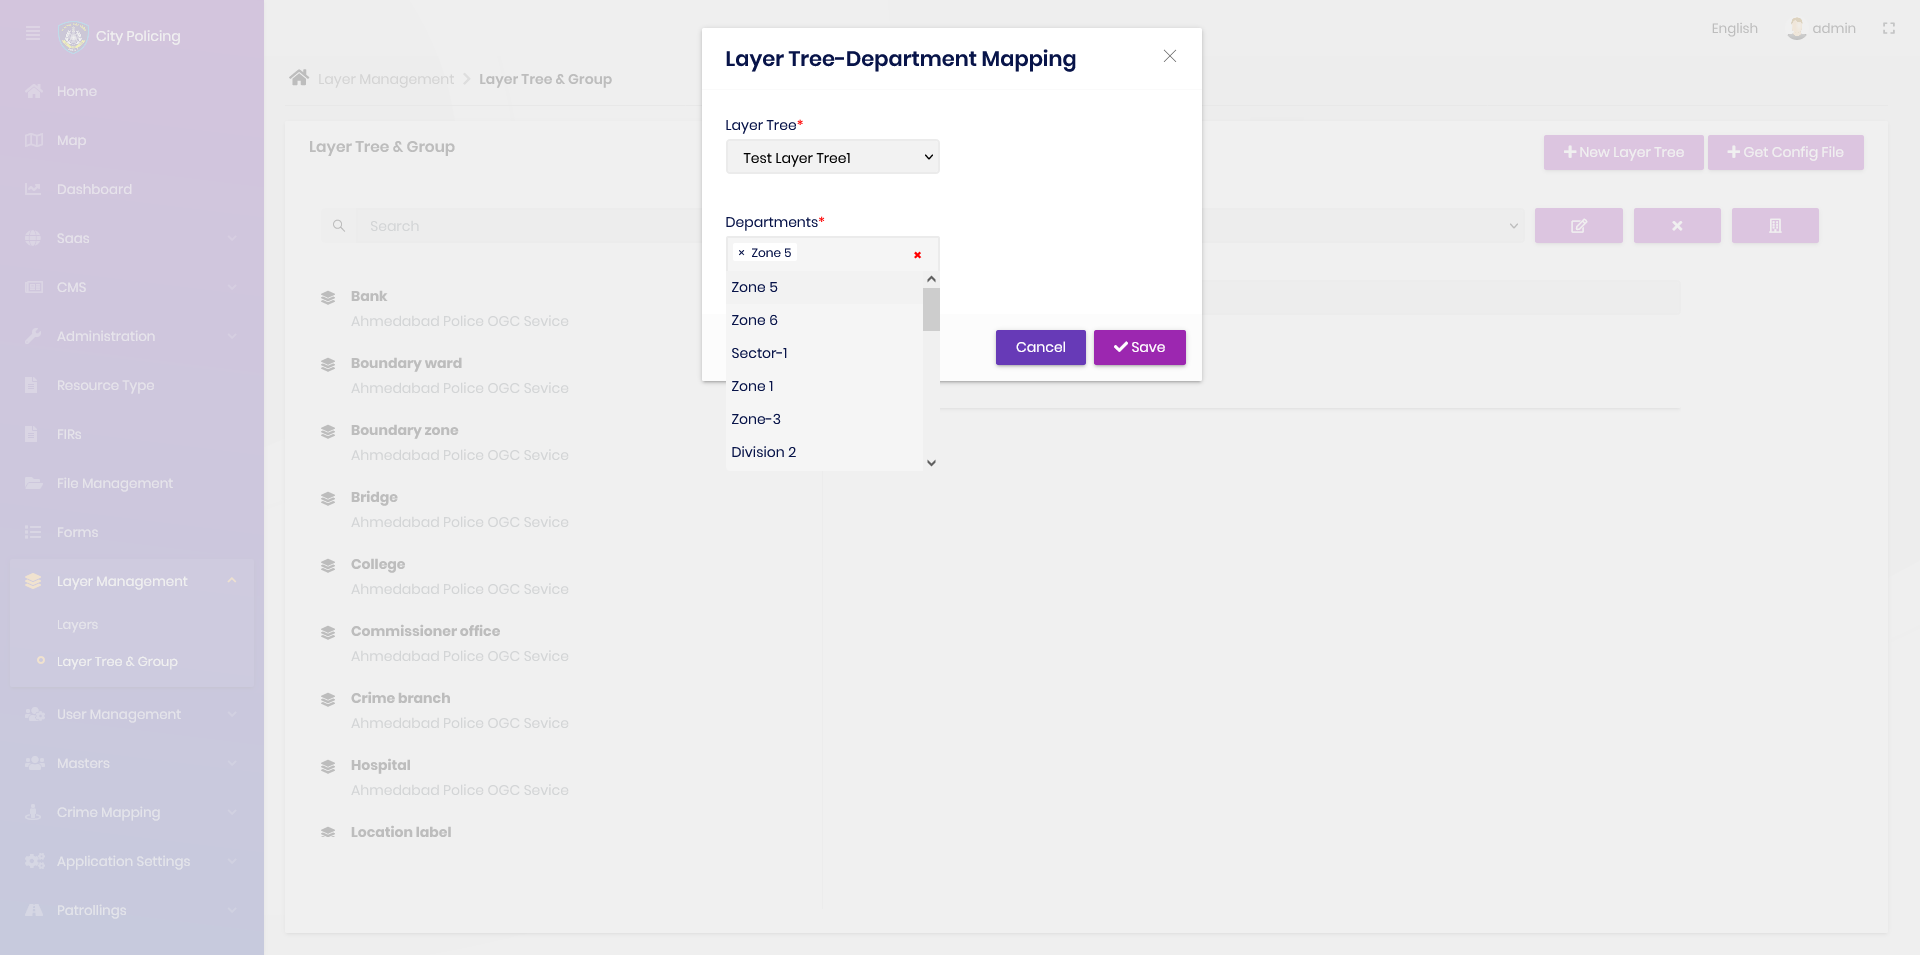 City Policing
Home
Map
Dashboard
Saas
CMS
Administration
Resource Type
FIRs
File Management
Forms
Layer Management
Layers
Layer Tree & Group
User Management
Masters
Crime Mapping
Application Settings
Patrollings
English
admin
Layer Management
Layer Tree & Group
Layer Tree & Group
New Layer Tree
Get Config File
Search
Bank
Ahmedabad Police OGC Sevice
Boundary ward
Ahmedabad Police OGC Sevice
Boundary zone
Ahmedabad Police OGC Sevice
Bridge
Ahmedabad Police OGC Sevice
College
Ahmedabad Police OGC Sevice
Commissioner office
Ahmedabad Police OGC Sevice
Crime branch
Ahmedabad Police OGC Sevice
Hospital
Ahmedabad Police OGC Sevice
Location label
Layer Tree-Department Mapping
Layer Tree*
Test Layer Tree1
Departments*
× Zone 5
Zone 5
Zone 6
Sector-1
Zone 1
Zone-3
Division 2
Cancel
Save